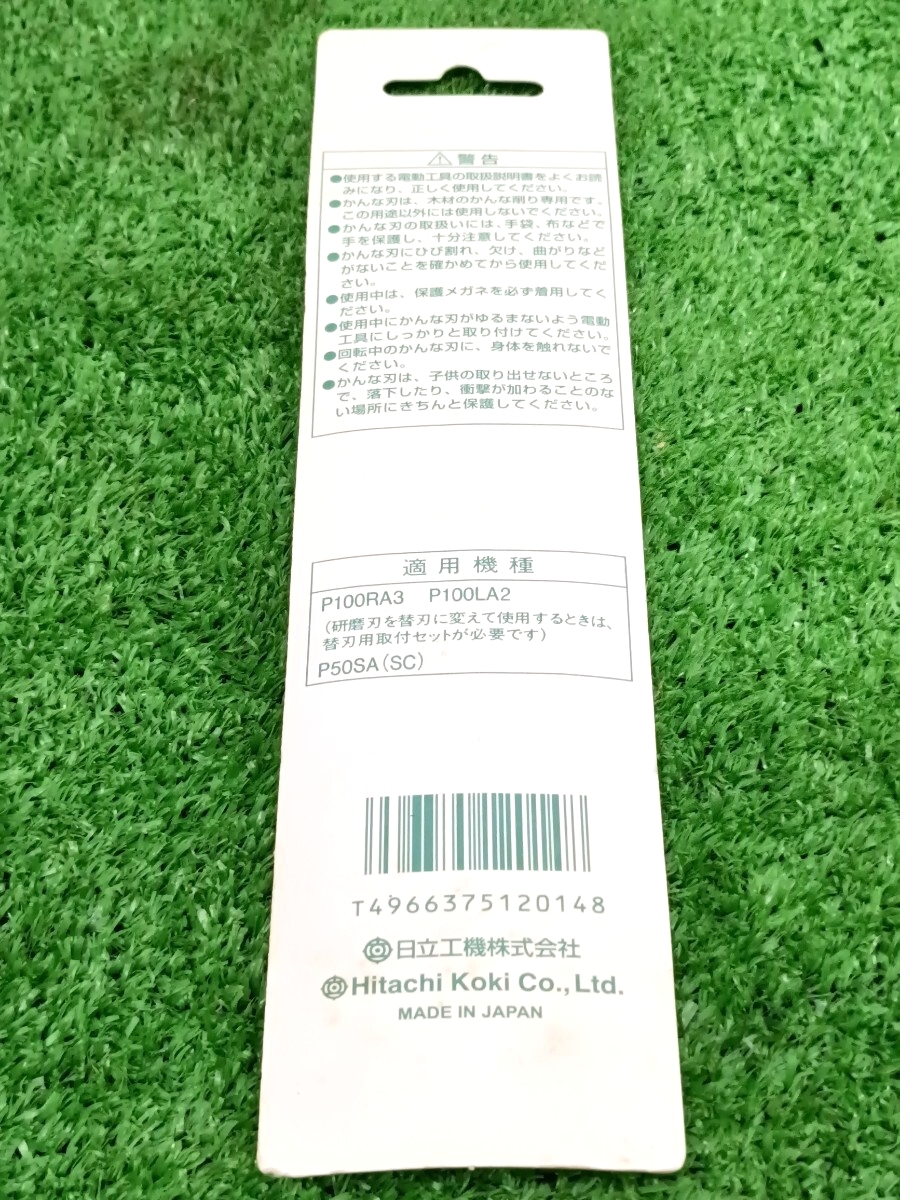 ⚠警告
●使用する電動工具の取扱説明書をよくお読
みになり、正しく使用してください。
●かんな刃は、木材のかんな削り専用です。
この用途以外には使用しないでください。
●かんな刃の取扱いには、手袋、布などで
手を保護し、十分注意してください。
●かんな刃にひび割れ、欠け、曲がりなど
がないことを確かめてから使用してくだ
さい。
●使用中は、保護メガネを必ず着用してく
ださい。
●使用中にかんな刃がゆるまないよう電動
工具にしっかりと取り付けてください。
●回転中のかんな刃に、身体を触れないで
ください。
●かんな刃は、子供の取り出せないところ
で、落下したり、衝撃が加わることのな
い場所にきちんと保護してください。
適用機種
P100RA3 P100LA2
(研磨刃を替刃に変えて使用するときは、
替刃用取付セットが必要です)
P50SA(SC)
T4966375120148
日立工機株式会社
Hitachi Koki Co., Ltd.
MADE IN JAPAN